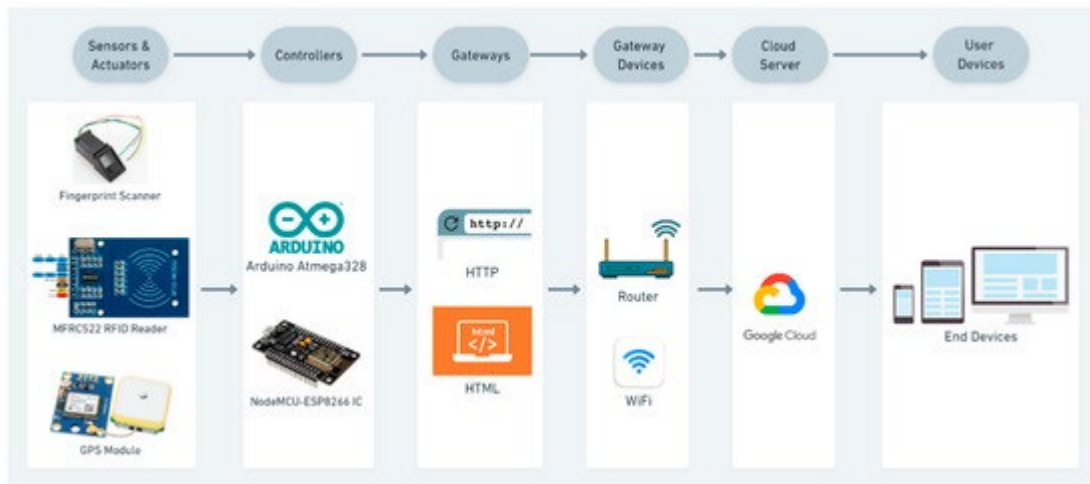 Sensors &
Actuators
Controllers
Gateways
Gateway
Devices
Cloud
Server
User
Devices
Fingerprint Scanner
MFRC522 RFID Reader
GPS Module
ARDUINO
Arduino Atmega328
NodeMCU-ESP8266 IC
http://
HTTP
html
</>
HTML
Router
WiFi
Google Cloud
End Devices